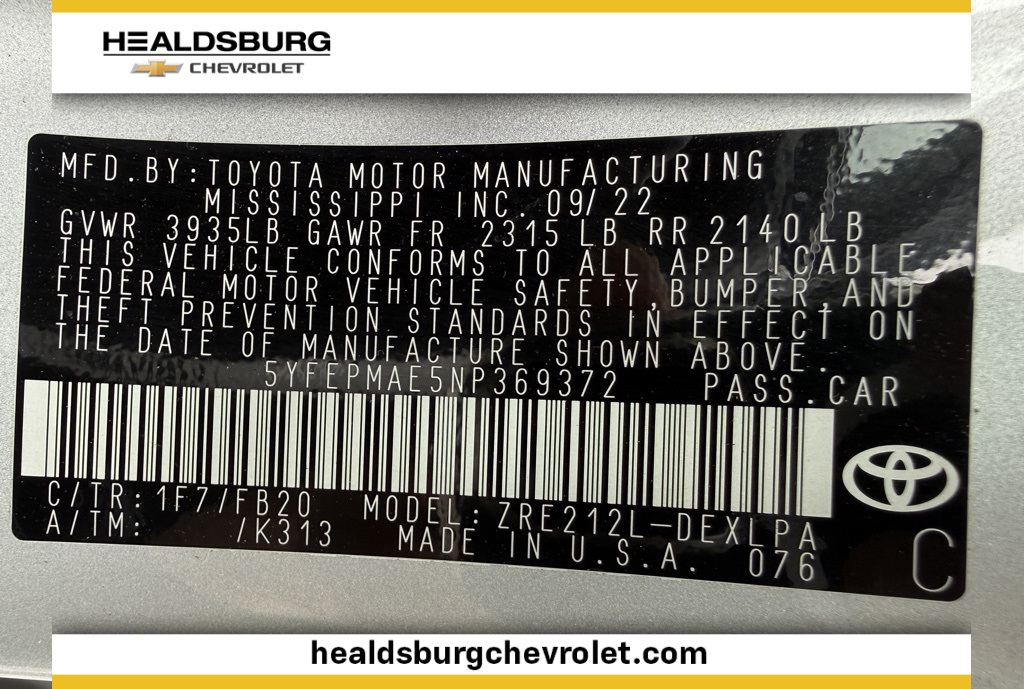 HEALDSBURG
CHEVROLET
MFD.BY:TOYOTA MOTOR MANUFACTURING
MISSISSIPPI INC. 09/22
GVWR 3935LB GAWR FR 2315 LB RR 2140 LB
THIS VEHICLE CONFORMS TO ALL APPLICABLE
FEDERAL MOTOR VEHICLE SAFETY,BUMPER,AND
THEFT PREVENTION STANDARDS IN EFFECT ON
THE DATE OF MANUFACTURE SHOWN ABOVE.
5YFEPMAE5NP369372 PASS.CAR
C/TR: 1F7/FB20 MODEL: ZRE212L-DEXLPA
A/TM: /K313 MADE IN U.S.A. 076 C
healdsburgchevrolet.com